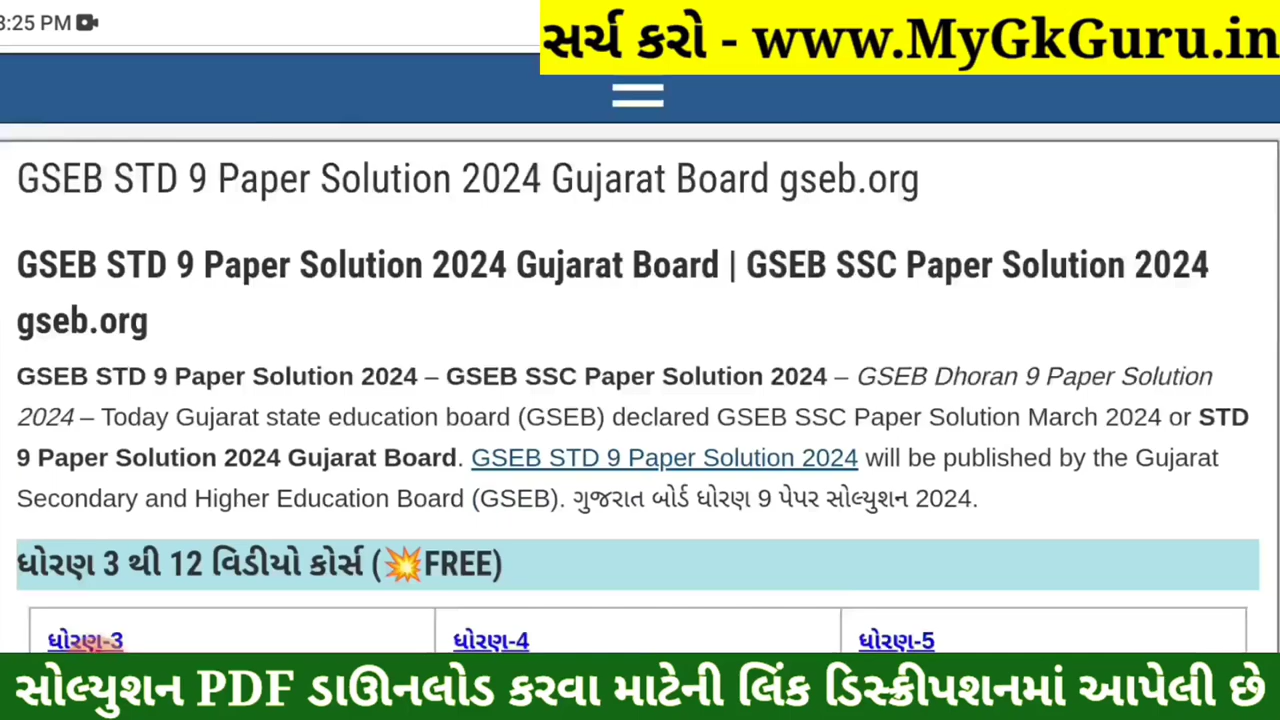 3:25 PM
સર્ચ કરો - www.MyGkGuru.in
GSEB STD 9 Paper Solution 2024 Gujarat Board gseb.org
GSEB STD 9 Paper Solution 2024 Gujarat Board | GSEB SSC Paper Solution 2024
gseb.org
GSEB STD 9 Paper Solution 2024 – GSEB SSC Paper Solution 2024 – GSEB Dhoran 9 Paper Solution
2024 – Today Gujarat state education board (GSEB) declared GSEB SSC Paper Solution March 2024 or STD
9 Paper Solution 2024 Gujarat Board. GSEB STD 9 Paper Solution 2024 will be published by the Gujarat
Secondary and Higher Education Board (GSEB). ગુજરાત બોર્ડ ધોરણ 9 પેપર સોલ્યુશન 2024.
ધોરણ 3 થી 12 વિડીયો કોર્સ (💥FREE)
ધોરણ-3 ધોરણ-4 ધોરણ-5
સોલ્યુશન PDF ડાઊનલોડ કરવા માટેની લિંક ડિસ્ક્રીપશનમાં આપેલી છે